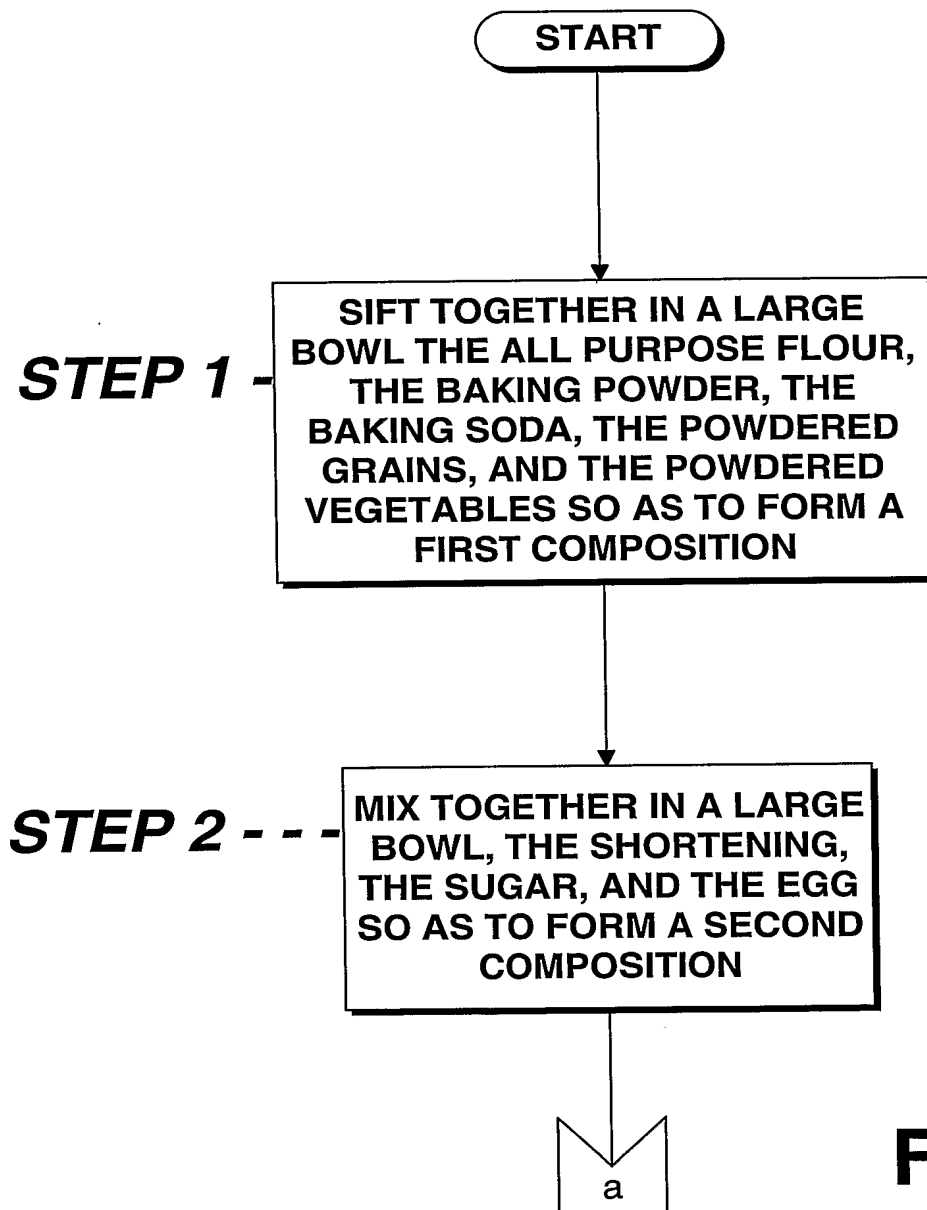 START
STEP 1 -
SIFT TOGETHER IN A LARGE
BOWL THE ALL PURPOSE FLOUR,
THE BAKING POWDER, THE
BAKING SODA, THE POWDERED
GRAINS, AND THE POWDERED
VEGETABLES SO AS TO FORM A
FIRST COMPOSITION
STEP 2 - - -
MIX TOGETHER IN A LARGE
BOWL, THE SHORTENING,
THE SUGAR, AND THE EGG
SO AS TO FORM A SECOND
COMPOSITION
a